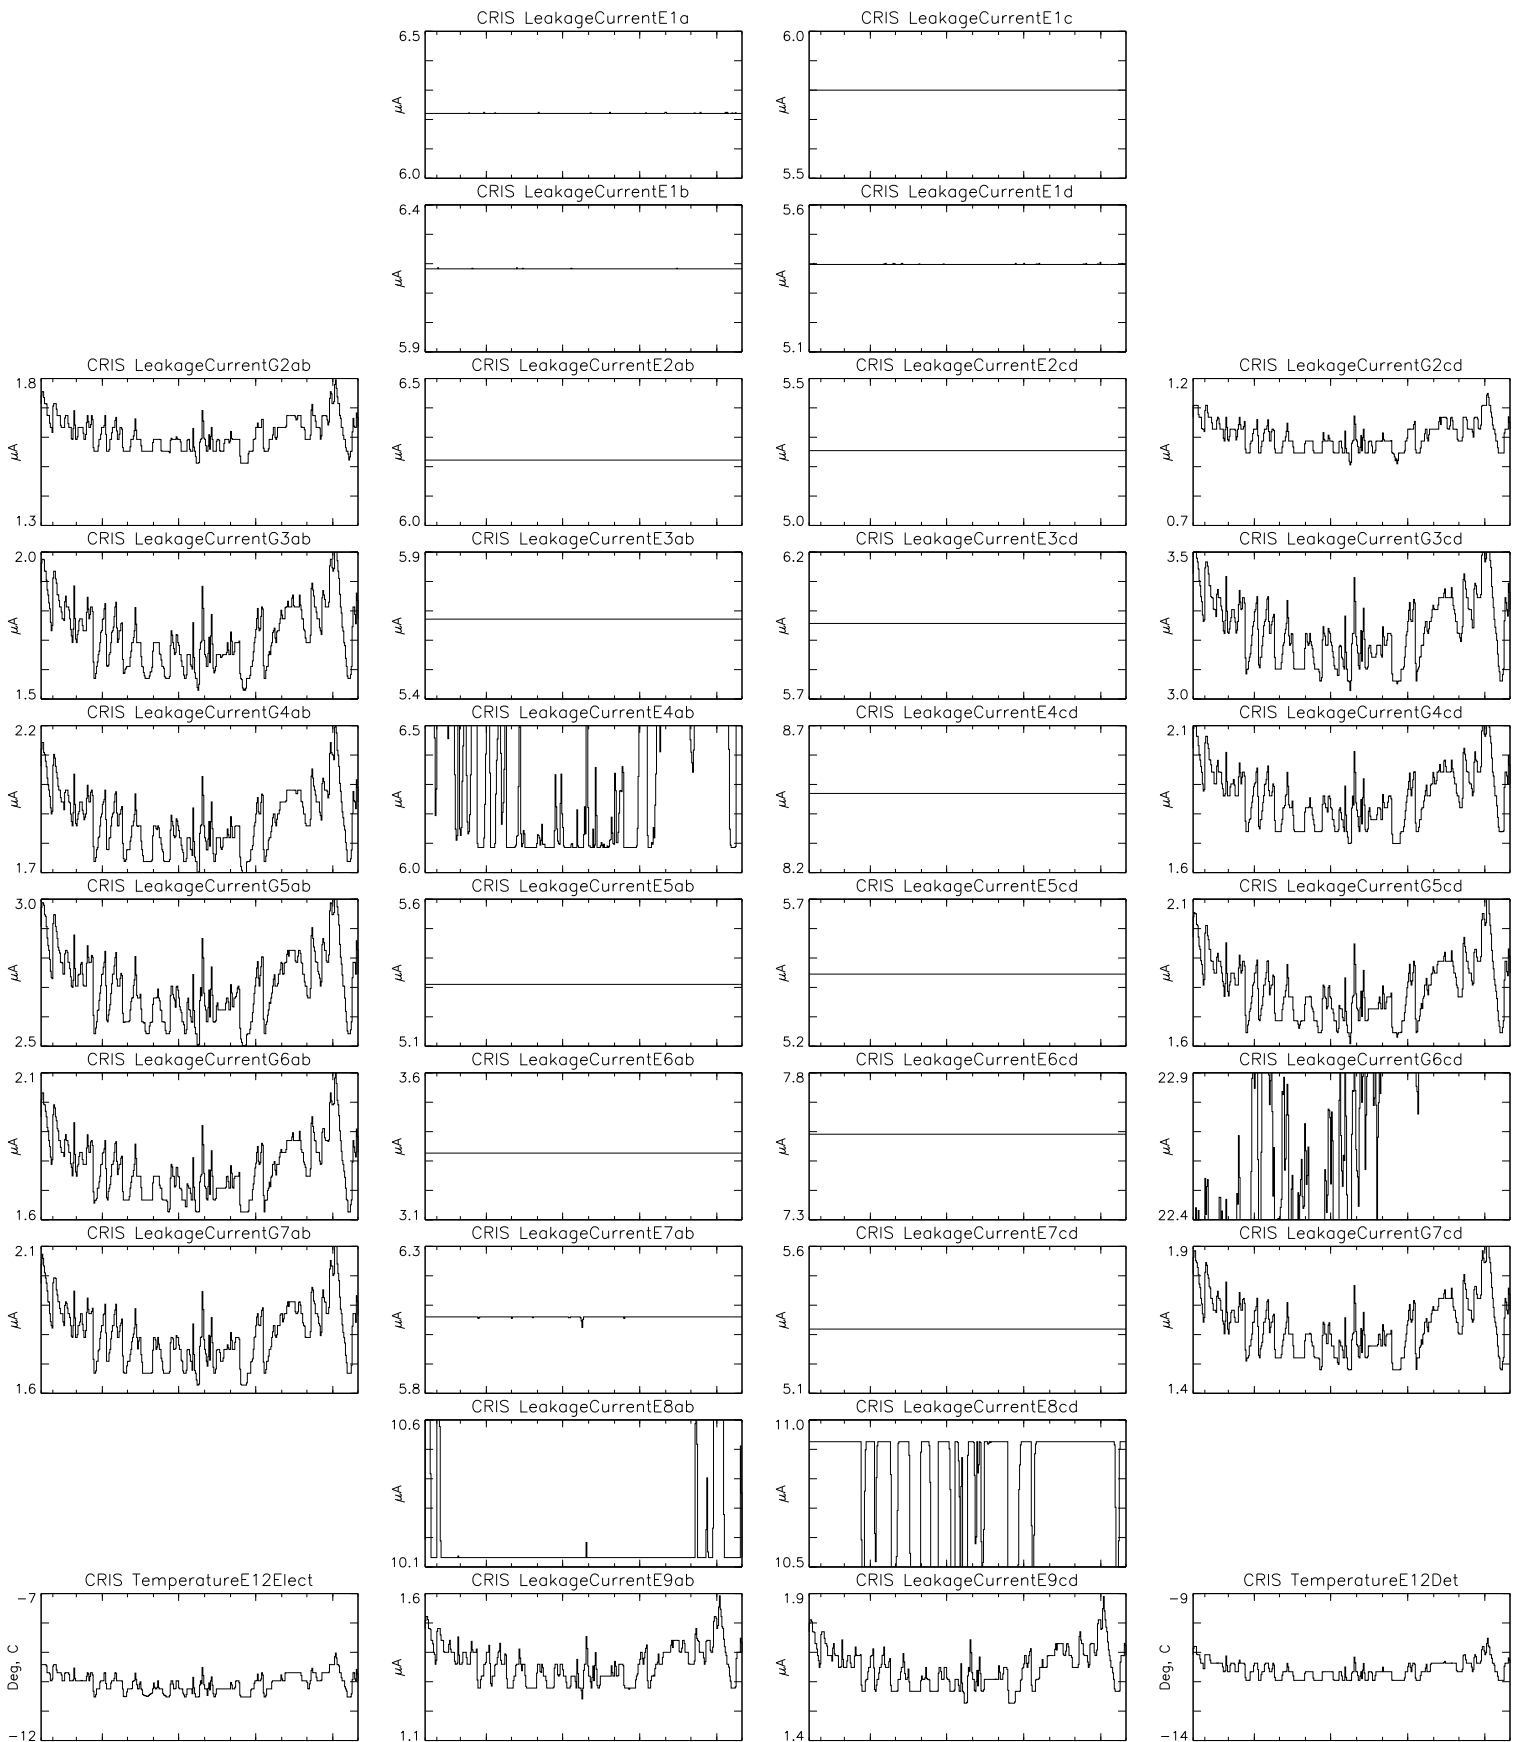 CRIS LeakageCurrentE1a
CRIS LeakageCurrentE1c
6.5
μA
6.0
6.0
μA
5.5
CRIS LeakageCurrentE1b
CRIS LeakageCurrentE1d
6.4
μA
5.9
5.6
μA
5.1
CRIS LeakageCurrentG2ab
CRIS LeakageCurrentE2ab
CRIS LeakageCurrentE2cd
CRIS LeakageCurrentG2cd
1.8
μA
1.3
6.5
μA
6.0
5.5
μA
5.0
1.2
μA
0.7
CRIS LeakageCurrentG3ab
CRIS LeakageCurrentE3ab
CRIS LeakageCurrentE3cd
CRIS LeakageCurrentG3cd
2.0
μA
1.5
5.9
μA
5.4
6.2
μA
5.7
3.5
μA
3.0
CRIS LeakageCurrentG4ab
CRIS LeakageCurrentE4ab
CRIS LeakageCurrentE4cd
CRIS LeakageCurrentG4cd
2.2
μA
1.7
6.5
μA
6.0
8.7
μA
8.2
2.1
μA
1.6
CRIS LeakageCurrentG5ab
CRIS LeakageCurrentE5ab
CRIS LeakageCurrentE5cd
CRIS LeakageCurrentG5cd
3.0
μA
2.5
5.6
μA
5.1
5.7
μA
5.2
2.1
μA
1.6
CRIS LeakageCurrentG6ab
CRIS LeakageCurrentE6ab
CRIS LeakageCurrentE6cd
CRIS LeakageCurrentG6cd
2.1
μA
1.6
3.6
μA
3.1
7.8
μA
7.3
22.9
μA
22.4
CRIS LeakageCurrentG7ab
CRIS LeakageCurrentE7ab
CRIS LeakageCurrentE7cd
CRIS LeakageCurrentG7cd
2.1
μA
1.6
6.3
μA
5.8
5.6
μA
5.1
1.9
μA
1.4
CRIS LeakageCurrentE8ab
CRIS LeakageCurrentE8cd
10.6
μA
10.1
11.0
μA
10.5
CRIS TemperatureE12Elect
CRIS LeakageCurrentE9ab
CRIS LeakageCurrentE9cd
CRIS TemperatureE12Det
-7
Deg, C
-12
1.6
μA
1.1
1.9
μA
1.4
-9
Deg, C
-14